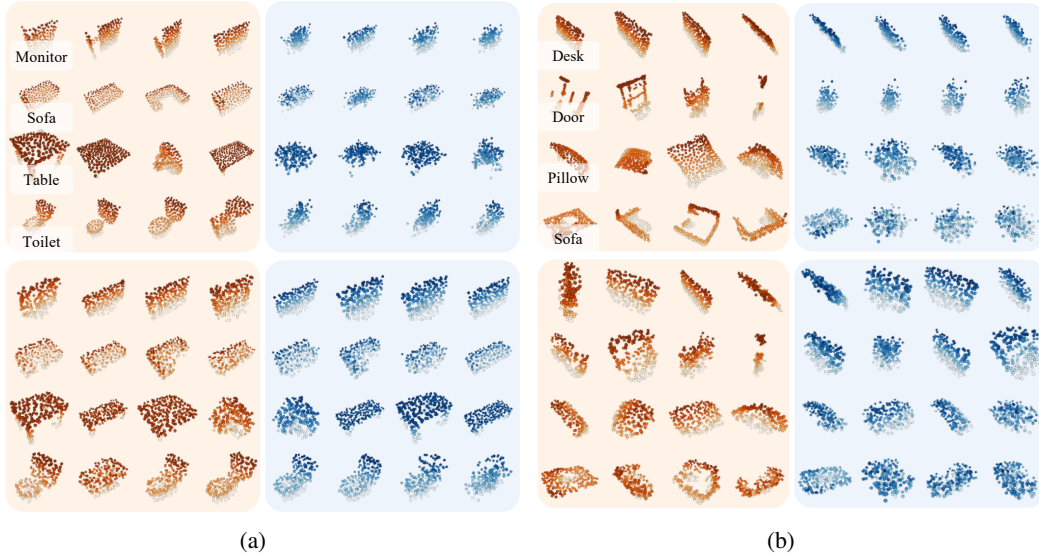 Monitor
Sofa
Table
Toilet
Desk
Door
Pillow
Sofa
(a)
(b)